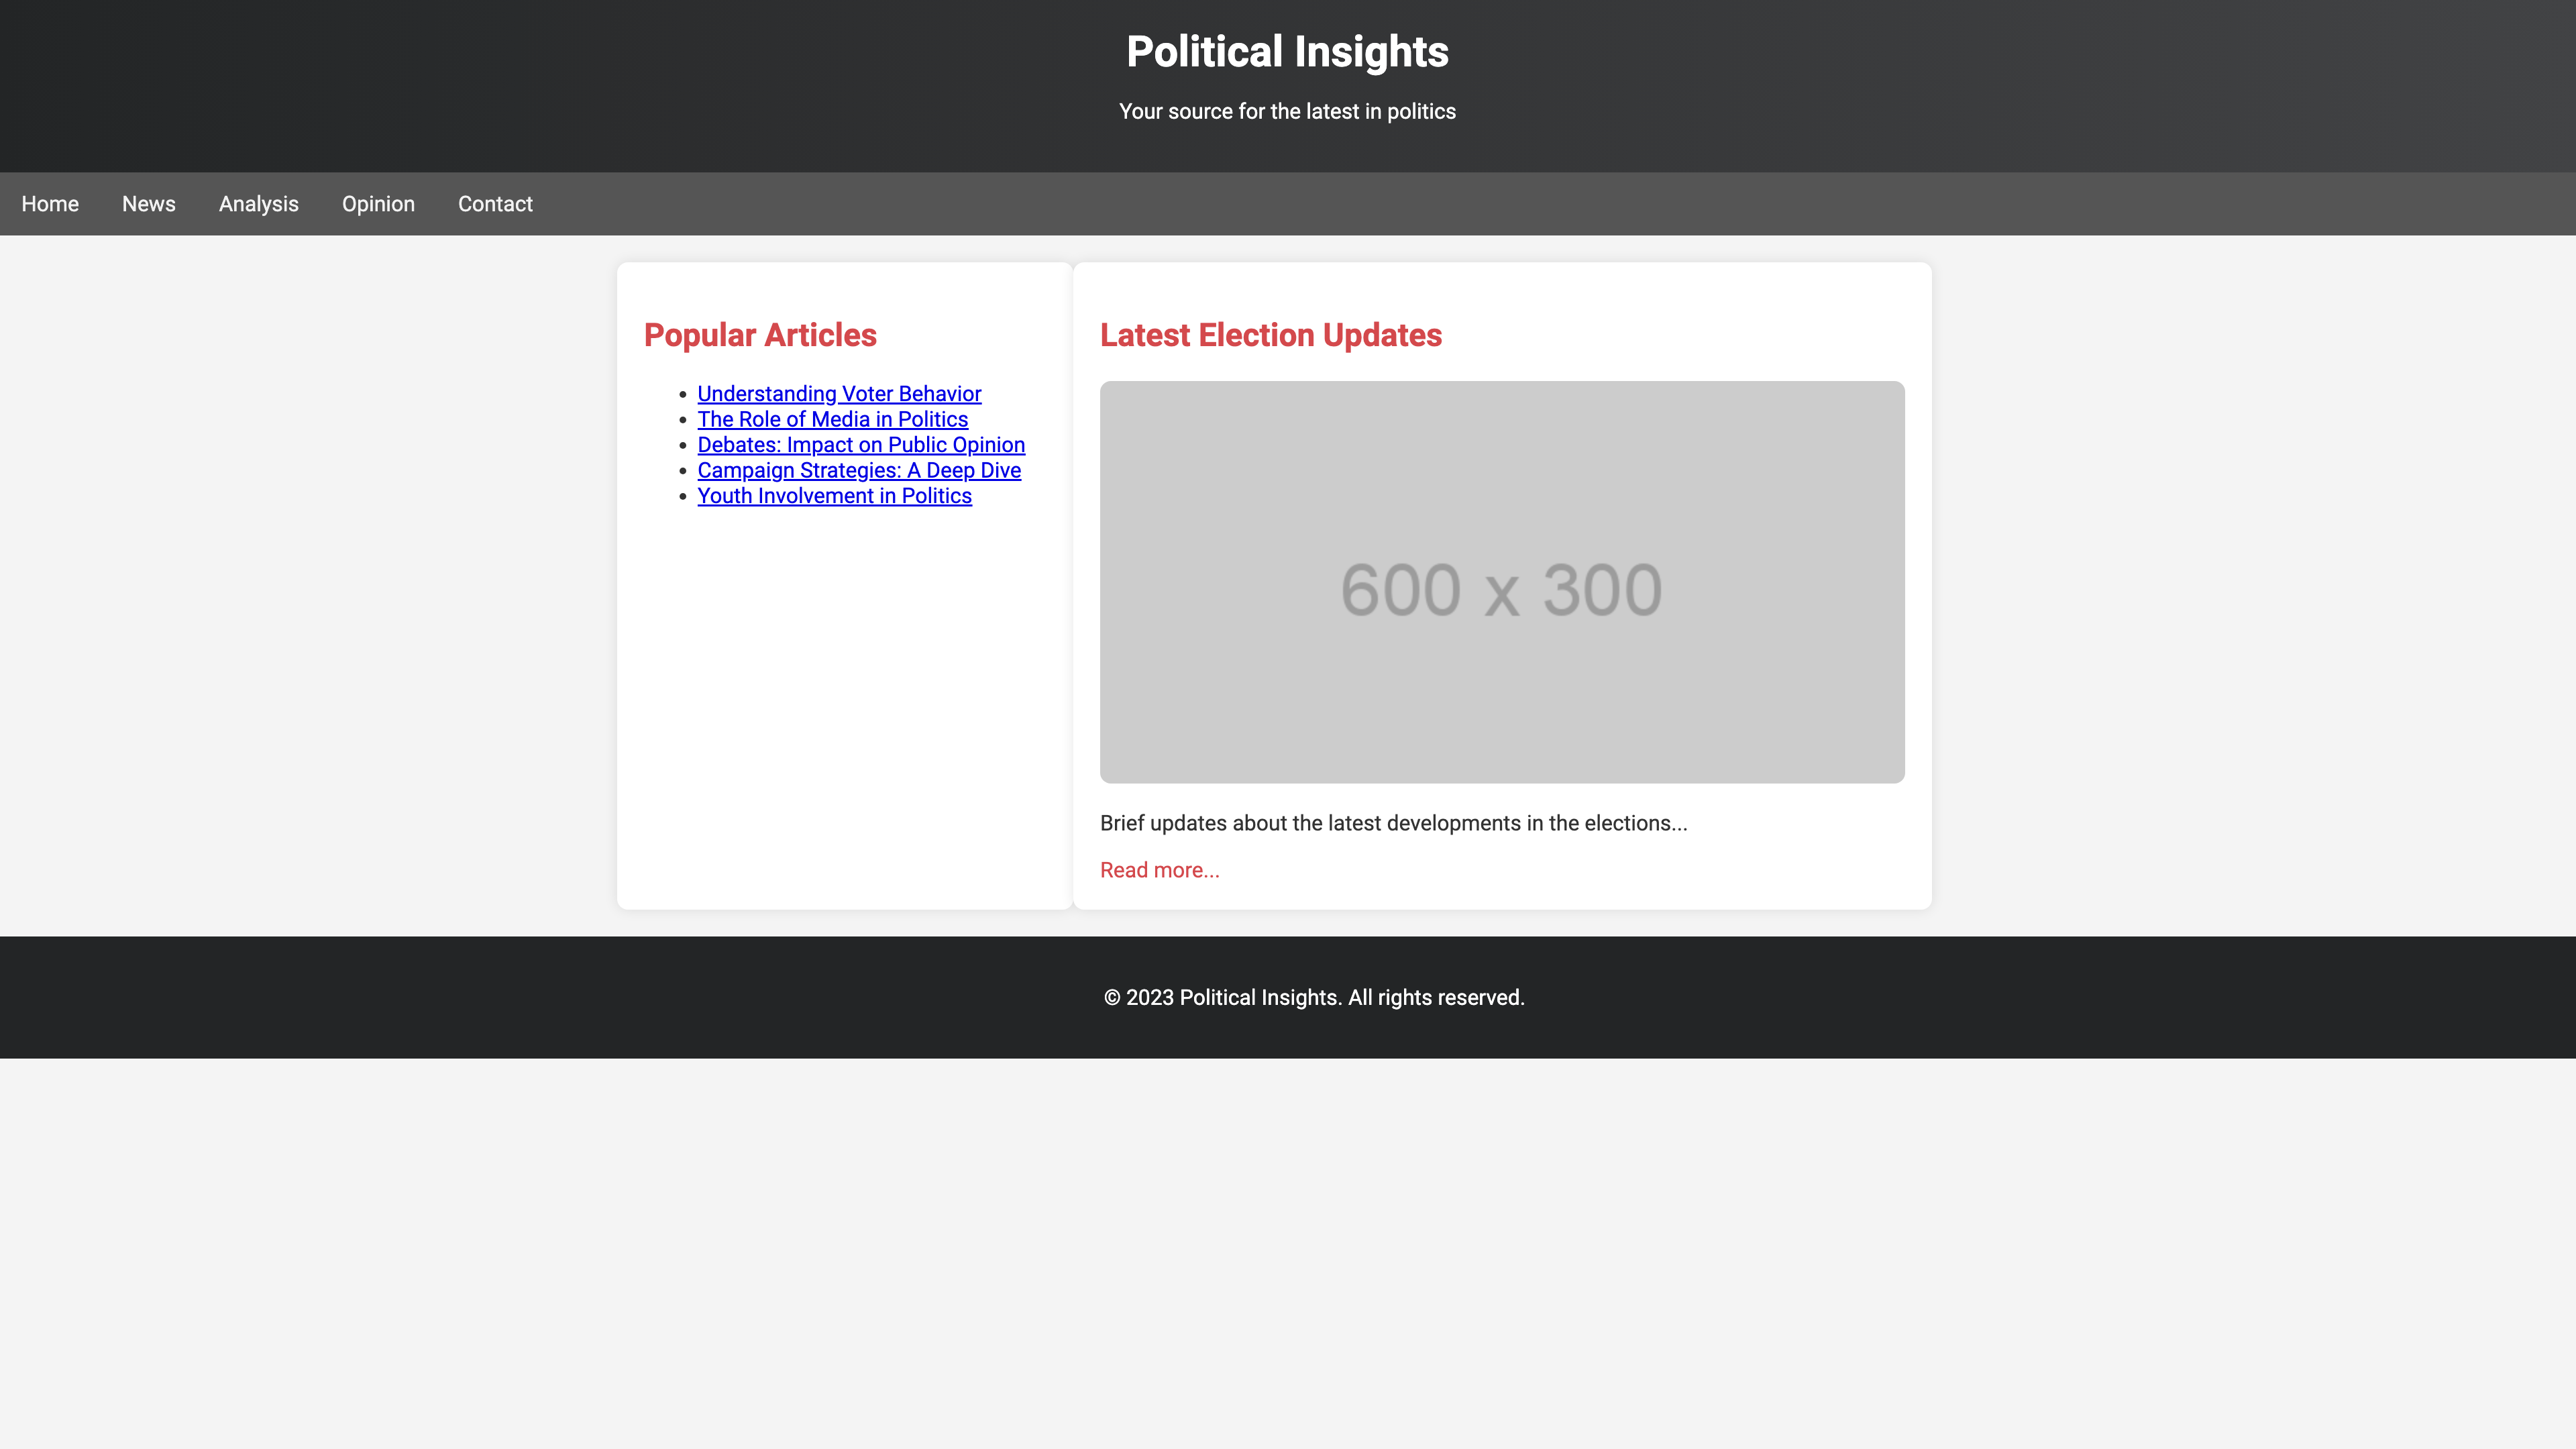 Political Insights
Your source for the latest in politics
Home News Analysis Opinion Contact
Popular Articles
Understanding Voter Behavior
The Role of Media in Politics
Debates: Impact on Public Opinion
Campaign Strategies: A Deep Dive
Youth Involvement in Politics
Latest Election Updates
600 x 300
Brief updates about the latest developments in the elections...
Read more...
© 2023 Political Insights. All rights reserved.